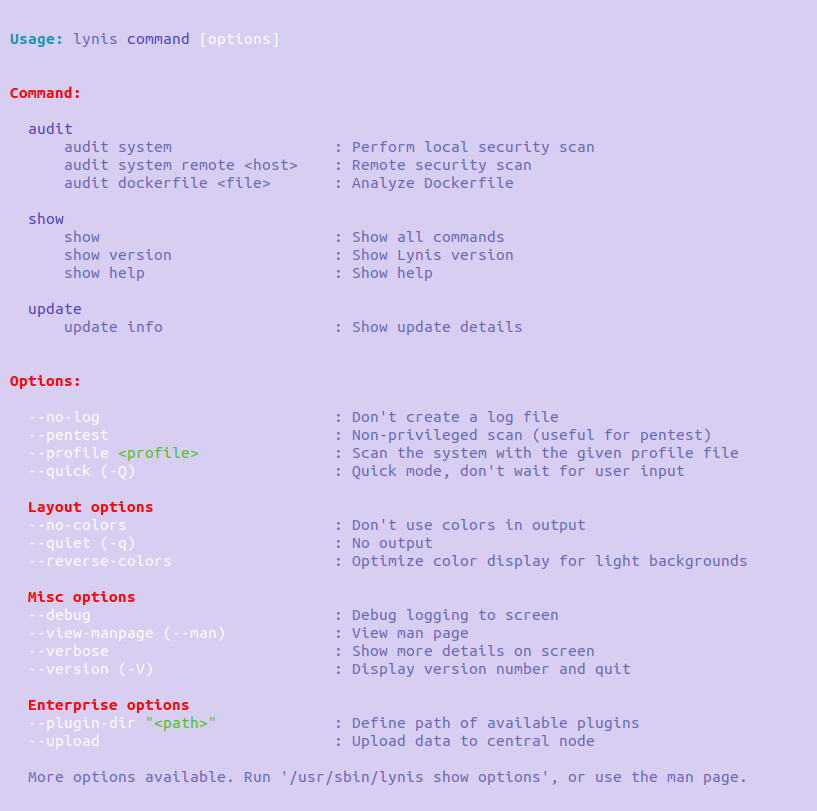 Usage: lynis command [options]
Command:
audit
audit system : Perform local security scan
audit system remote <host> : Remote security scan
audit dockerfile <file> : Analyze Dockerfile
show
show : Show all commands
show version : Show Lynis version
show help : Show help
update
update info : Show update details
Options:
--no-log : Don't create a log file
--pentest : Non-privileged scan (useful for pentest)
--profile <profile> : Scan the system with the given profile file
--quick (-Q) : Quick mode, don't wait for user input
Layout options
--no-colors : Don't use colors in output
--quiet (-q) : No output
--reverse-colors : Optimize color display for light backgrounds
Misc options
--debug : Debug logging to screen
--view-manpage (--man) : View man page
--verbose : Show more details on screen
--version (-V) : Display version number and quit
Enterprise options
--plugin-dir "<path>" : Define path of available plugins
--upload : Upload data to central node
More options available. Run '/usr/sbin/lynis show options', or use the man page.